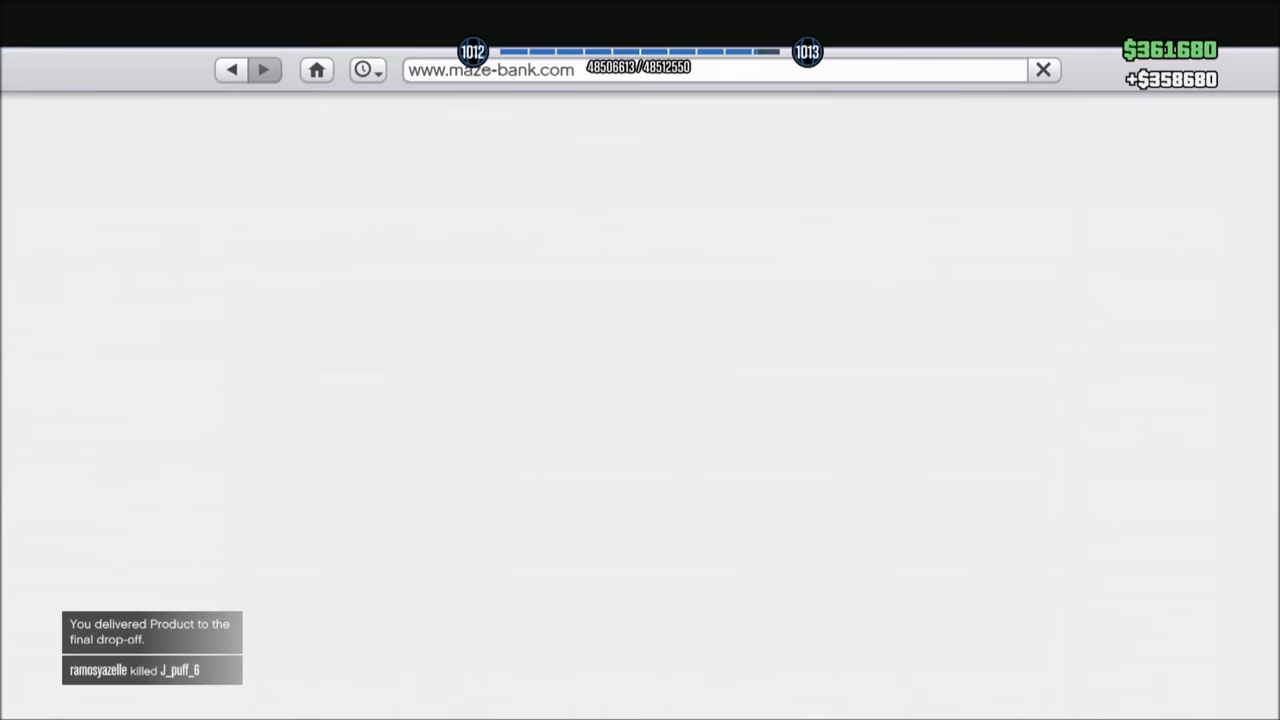 1012
1013
$361680
www.maze-bank.com
48506613/48512550
+$358680
You delivered Product to the
final drop-off.
ramosyazelle killed J_puff_6